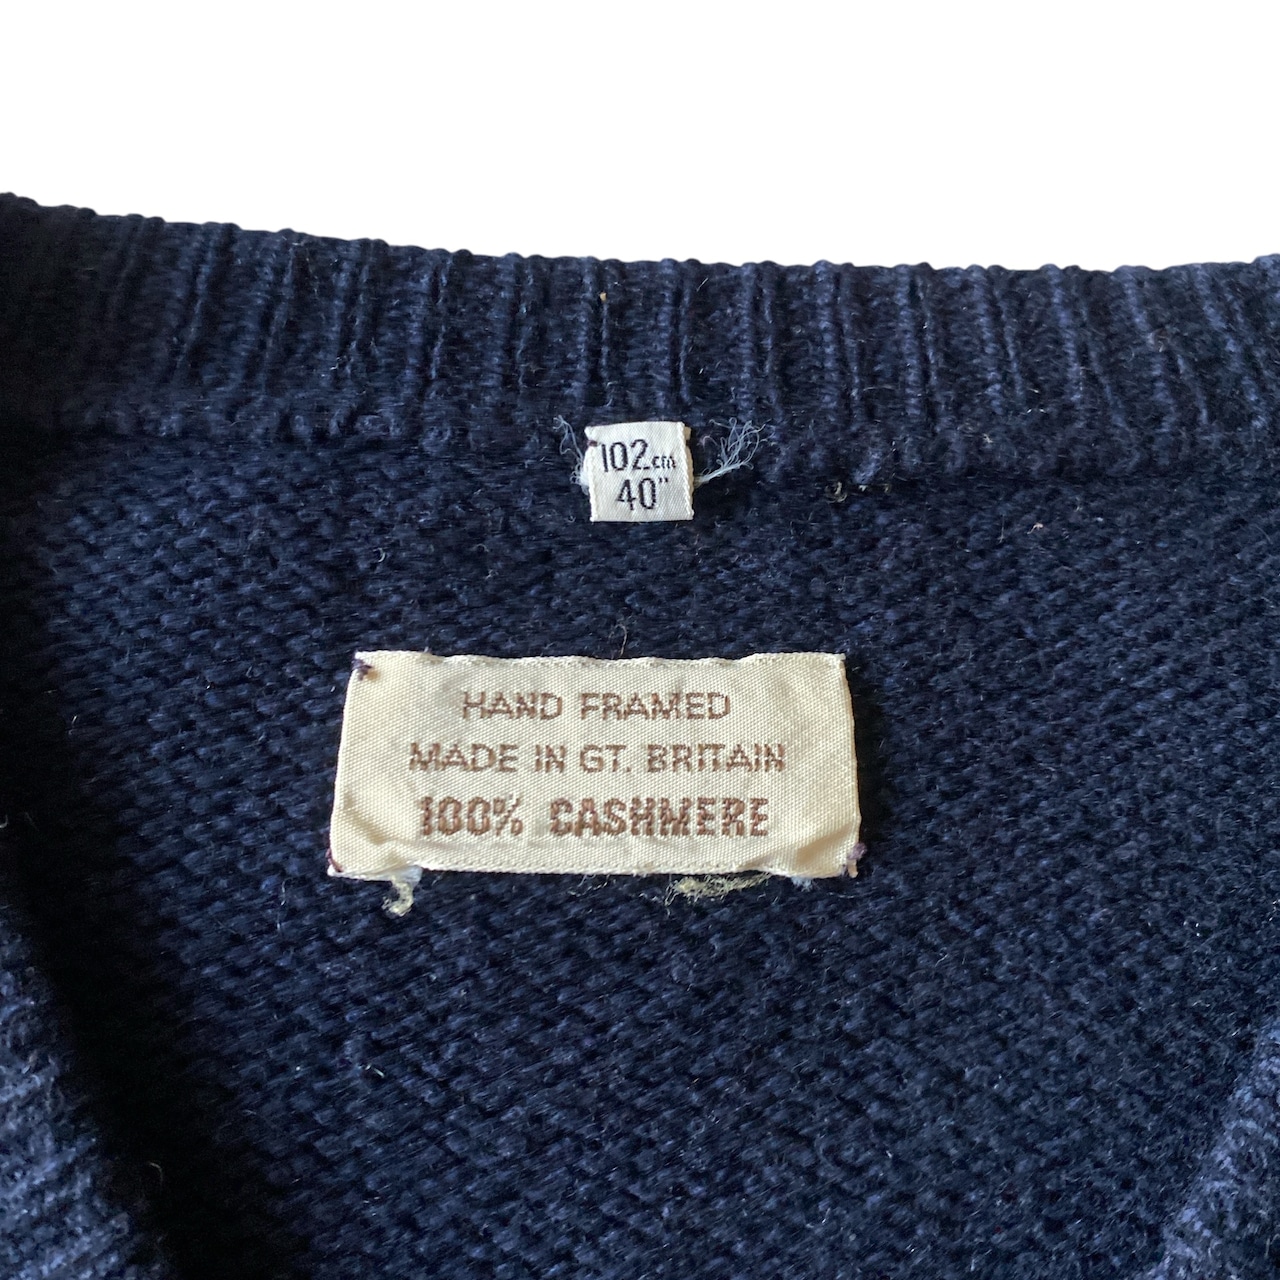 102cm
40"
HAND FRAMED
MADE IN GT. BRITAIN
100% CASHMERE